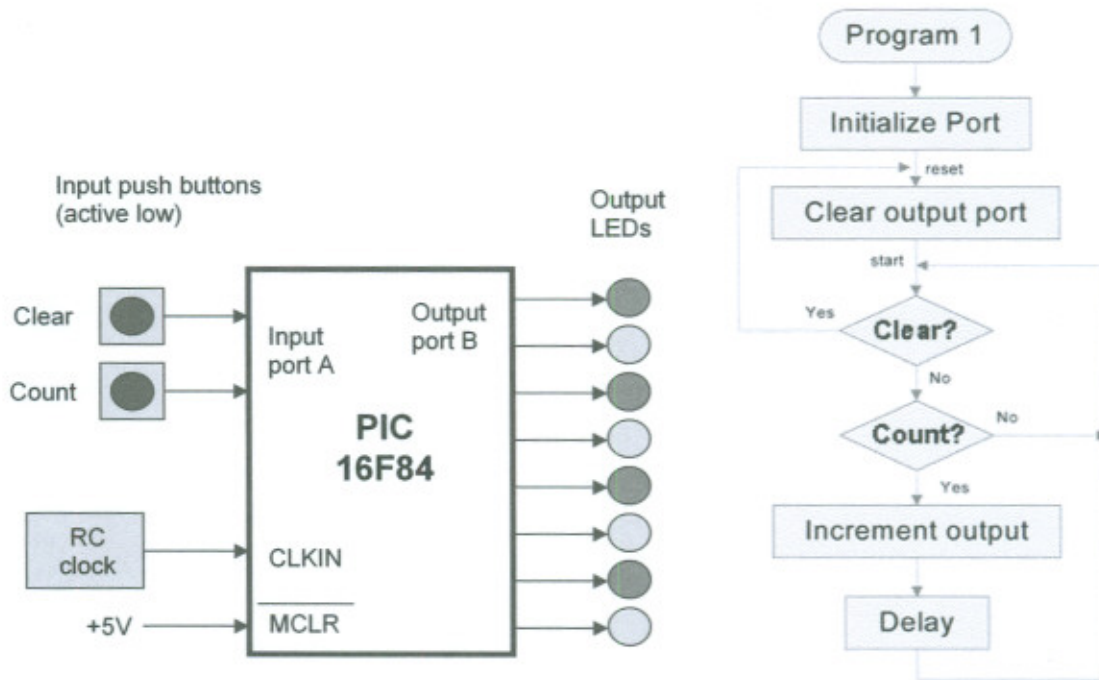 Input push buttons
(active low)
Clear
Count
RC
clock
+5V
Input
port A
Output
port B
PIC
16F84
CLKIN
MCLR
Output
LEDs
Program 1
Initialize Port
reset
Clear output port
start
Clear?
Yes
No
Count?
No
Yes
Increment output
Delay